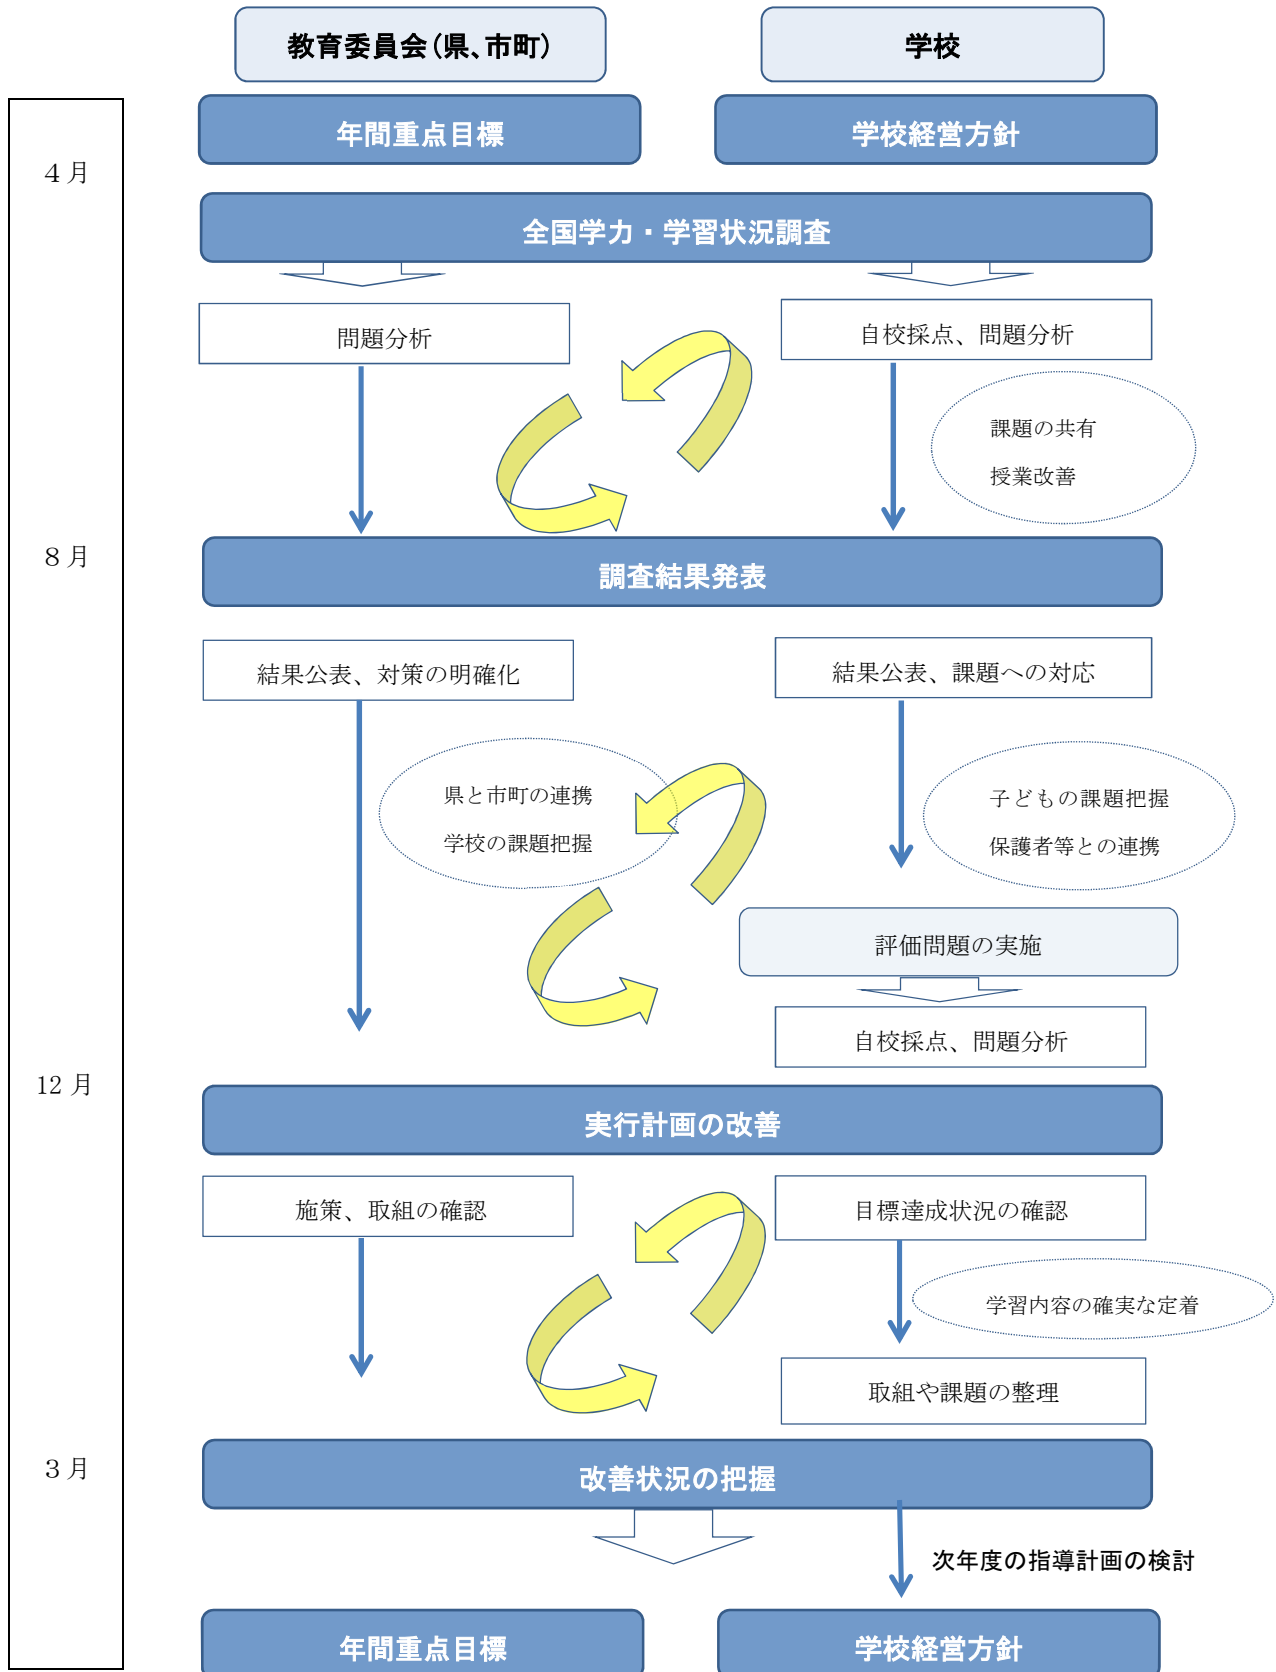 教育委員会(県、市町)
学校
年間重点目標
学校経営方針
4月
全国学力・学習状況調査
問題分析
自校採点、問題分析
課題の共有
授業改善
8月
調査結果発表
結果公表、対策の明確化
結果公表、課題への対応
県と市町の連携
学校の課題把握
子どもの課題把握
保護者等との連携
評価問題の実施
自校採点、問題分析
12月
実行計画の改善
施策、取組の確認
目標達成状況の確認
学習内容の確実な定着
取組や課題の整理
3月
改善状況の把握
次年度の指導計画の検討
年間重点目標
学校経営方針